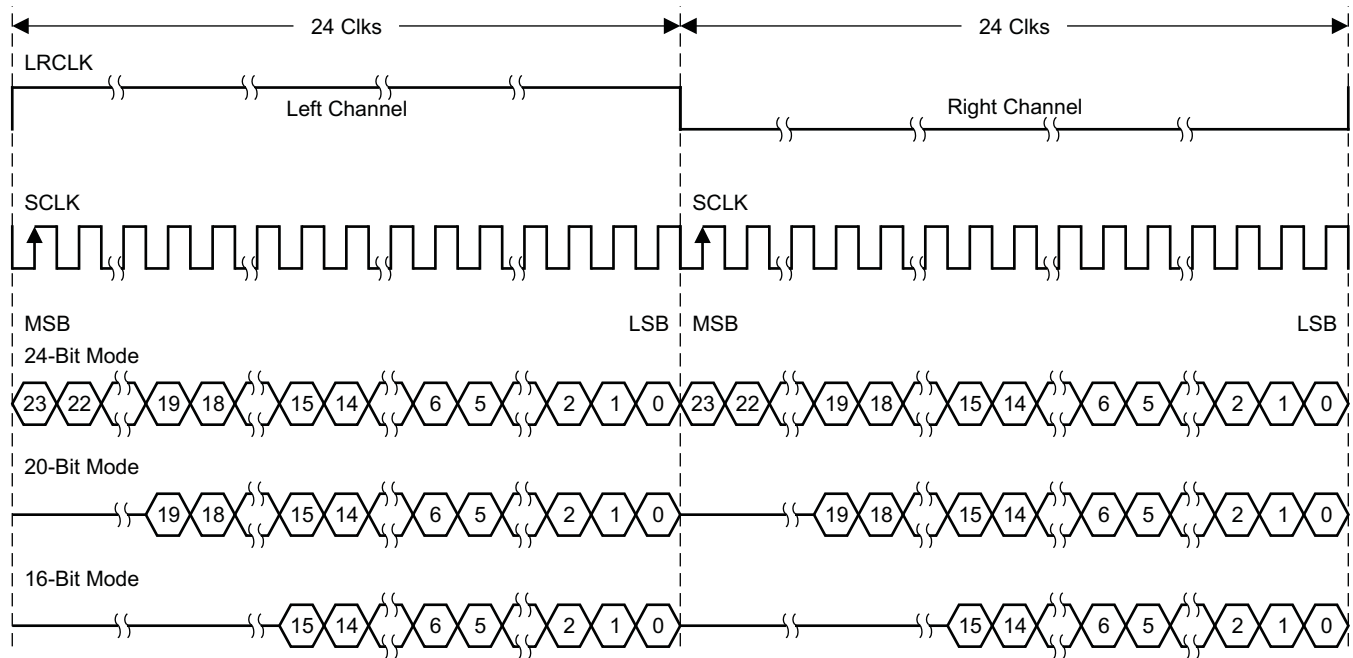 24 Clks 24 Clks
LRCLK
Left Channel Right Channel
SCLK SCLK
MSB LSB MSB LSB
24-Bit Mode
23 22 19 18 15 14 6 5 2 1 0 23 22 19 18 15 14 6 5 2 1 0
20-Bit Mode
19 18 15 14 6 5 2 1 0 19 18 15 14 6 5 2 1 0
16-Bit Mode
15 14 6 5 2 1 0 15 14 6 5 2 1 0